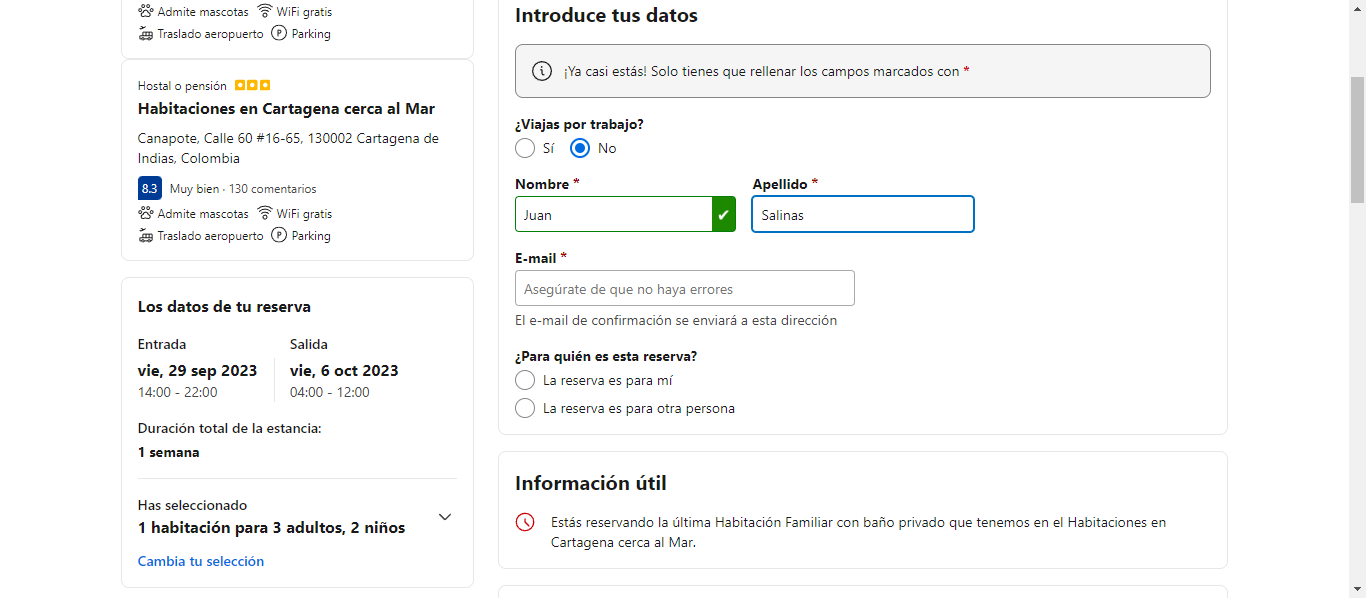 Admite mascotas WiFi gratis
Traslado aeropuerto P Parking
Hostal o pensión
Habitaciones en Cartagena cerca al Mar
Canapote, Calle 60 #16-65, 130002 Cartagena de
Indias, Colombia
8.3 Muy bien · 130 comentarios
Admite mascotas WiFi gratis
Traslado aeropuerto P Parking
Los datos de tu reserva
Entrada Salida
vie, 29 sep 2023 vie, 6 oct 2023
14:00 - 22:00 04:00 - 12:00
Duración total de la estancia:
1 semana
Has seleccionado
1 habitación para 3 adultos, 2 niños
Cambia tu selección
Introduce tus datos
¡Ya casi estás! Solo tienes que rellenar los campos marcados con *
¿Viajas por trabajo?
Sí No
Nombre * Apellido *
Juan Salinas
E-mail *
Asegúrate de que no haya errores
El e-mail de confirmación se enviará a esta dirección
¿Para quién es esta reserva?
La reserva es para mí
La reserva es para otra persona
Información útil
Estás reservando la última Habitación Familiar con baño privado que tenemos en el Habitaciones en
Cartagena cerca al Mar.